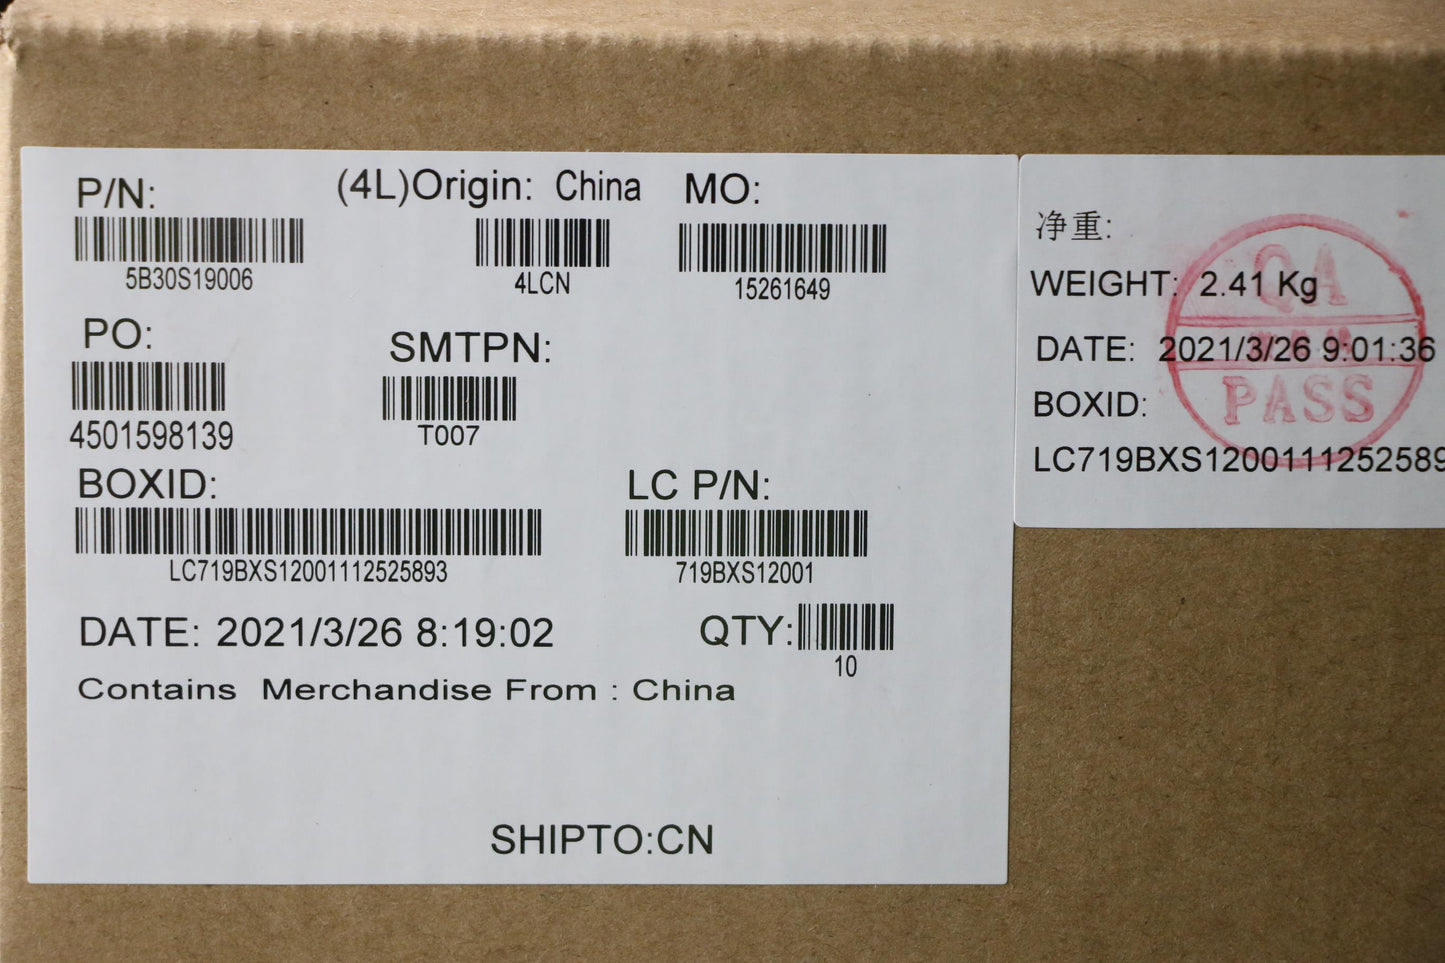 P/N:
5B30S19006
(4L)Origin: China
4LCN
MO:
15261649
PO:
4501598139
SMTPN:
T007
BOXID:
LC719BXS12001112525893
LC P/N:
719BXS12001
DATE: 2021/3/26 8:19:02
QTY:
10
Contains Merchandise From : China
SHIPTO:CN
净重:
WEIGHT: 2.41 Kg
DATE: 2021/3/26 9:01:36
BOXID:
LC719BXS1200111252589
QA
PASS